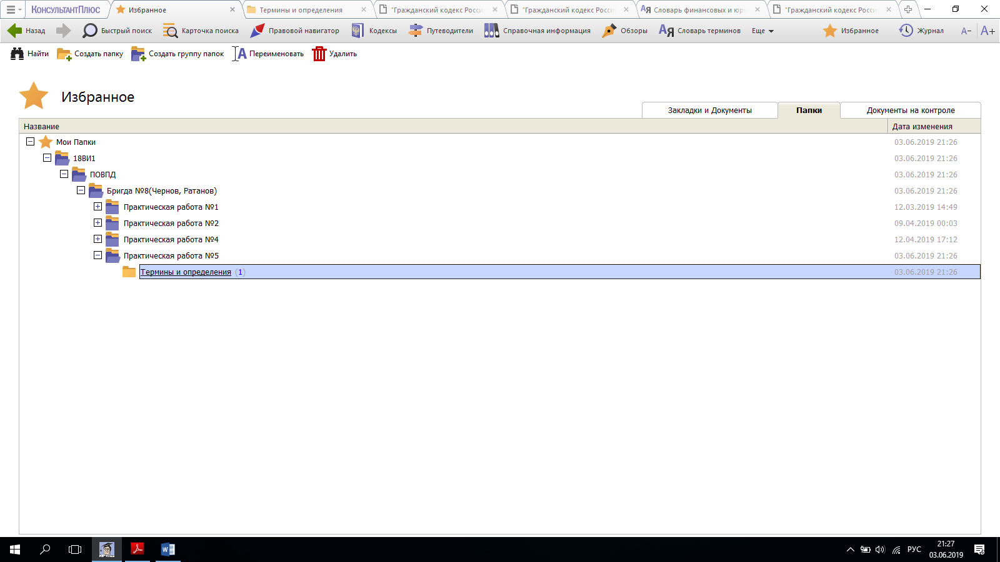 КонсультантПлюс Избранное Термины и определения "Гражданский кодекс Росси "Гражданский кодекс Росси Словарь финансовых и юри "Гражданский кодекс Росси
Назад Быстрый поиск Карточка поиска Правовой навигатор Кодексы Путеводители Справочная информация Обзоры Словарь терминов Еще Избранное Журнал A- A+
Найти Создать папку Создать группу папок Переименовать Удалить
Избранное
Закладки и Документы Папки Документы на контроле
Название Дата изменения
Мои Папки 03.06.2019 21:26
18ВИ1 03.06.2019 21:26
ПОВПД 03.06.2019 21:26
Бригда №8(Чернов, Ратанов) 03.06.2019 21:26
Практическая работа №1 12.03.2019 14:49
Практическая работа №2 09.04.2019 00:03
Практическая работа №4 12.04.2019 17:12
Практическая работа №5 03.06.2019 21:26
Термины и определения (1) 03.06.2019 21:26
РУС 21:27
03.06.2019